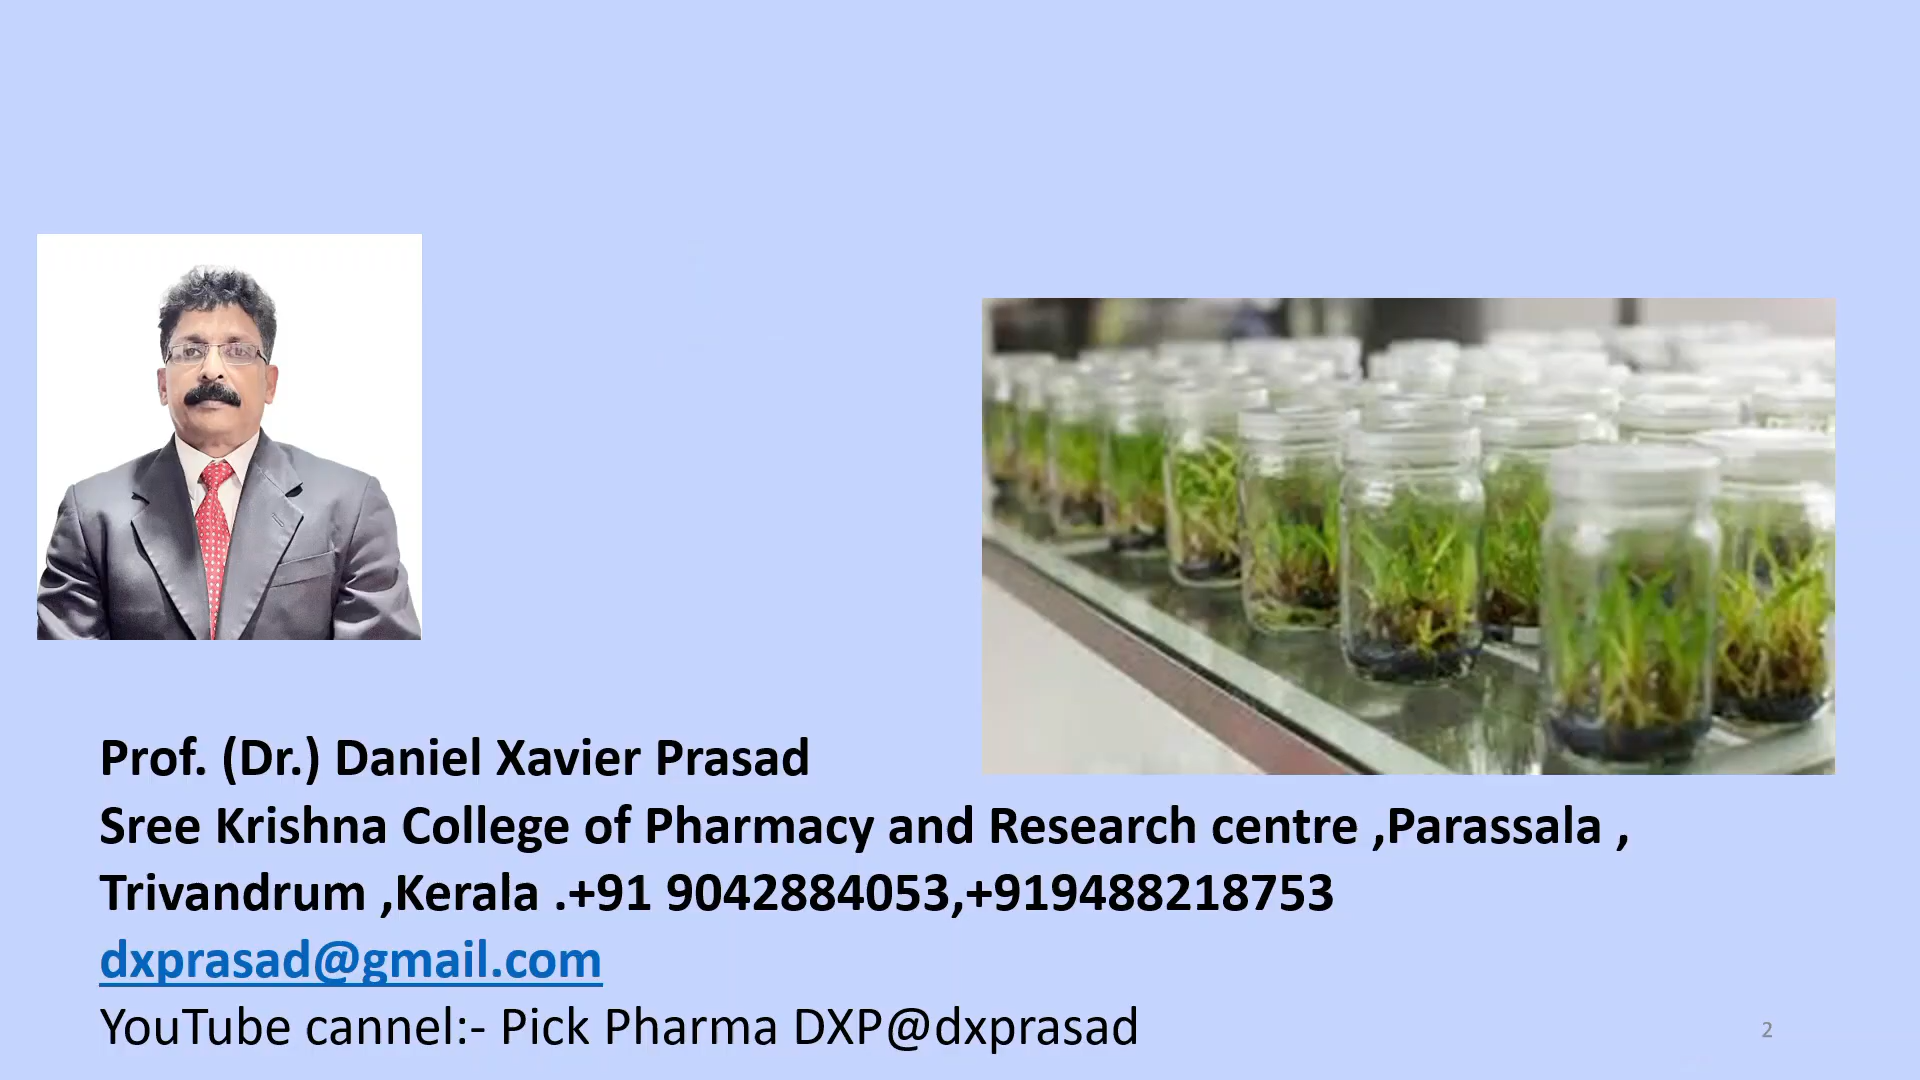 Prof. (Dr.) Daniel Xavier Prasad
Sree Krishna College of Pharmacy and Research centre ,Parassala ,
Trivandrum ,Kerala .+91 9042884053,+919488218753
dxprasad@gmail.com
YouTube cannel:- Pick Pharma DXP@dxprasad
2